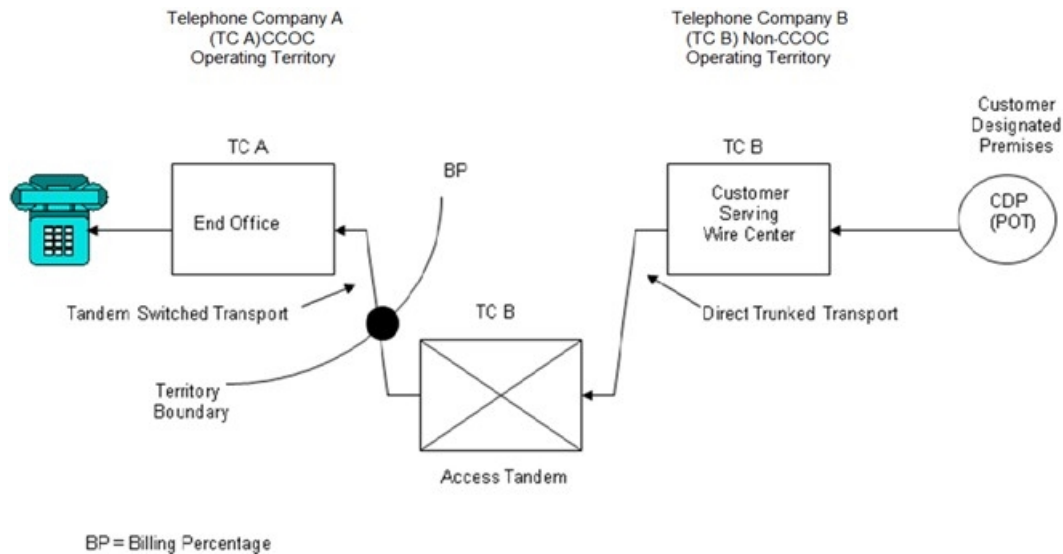 Telephone Company A
(TC A)CCOC
Operating Territory
Telephone Company B
(TC B) Non-CCOC
Operating Territory
Customer
Designated
Premises
TC A
BP
TC B
End Office
Customer
Serving
Wire Center
CDP
(POT)
Tandem Switched Transport
TC B
Direct Trunked Transport
Territory
Boundary
Access Tandem
BP = Billing Percentage